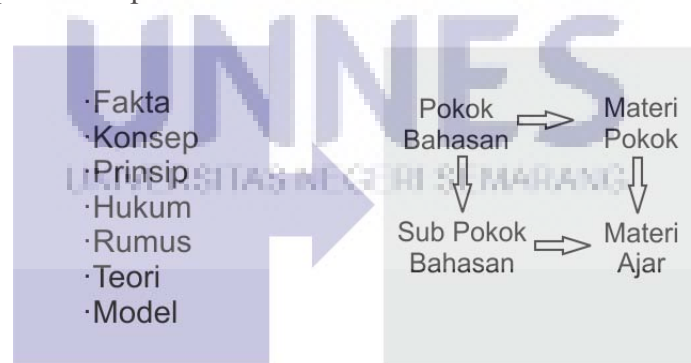 UNNES
UNIVERSITAS NEGERI SEMARANG
·Fakta
·Konsep
·Prinsip
·Hukum
·Rumus
·Teori
·Model
Pokok
Bahasan
Materi
Pokok
Sub Pokok
Bahasan
Materi
Ajar